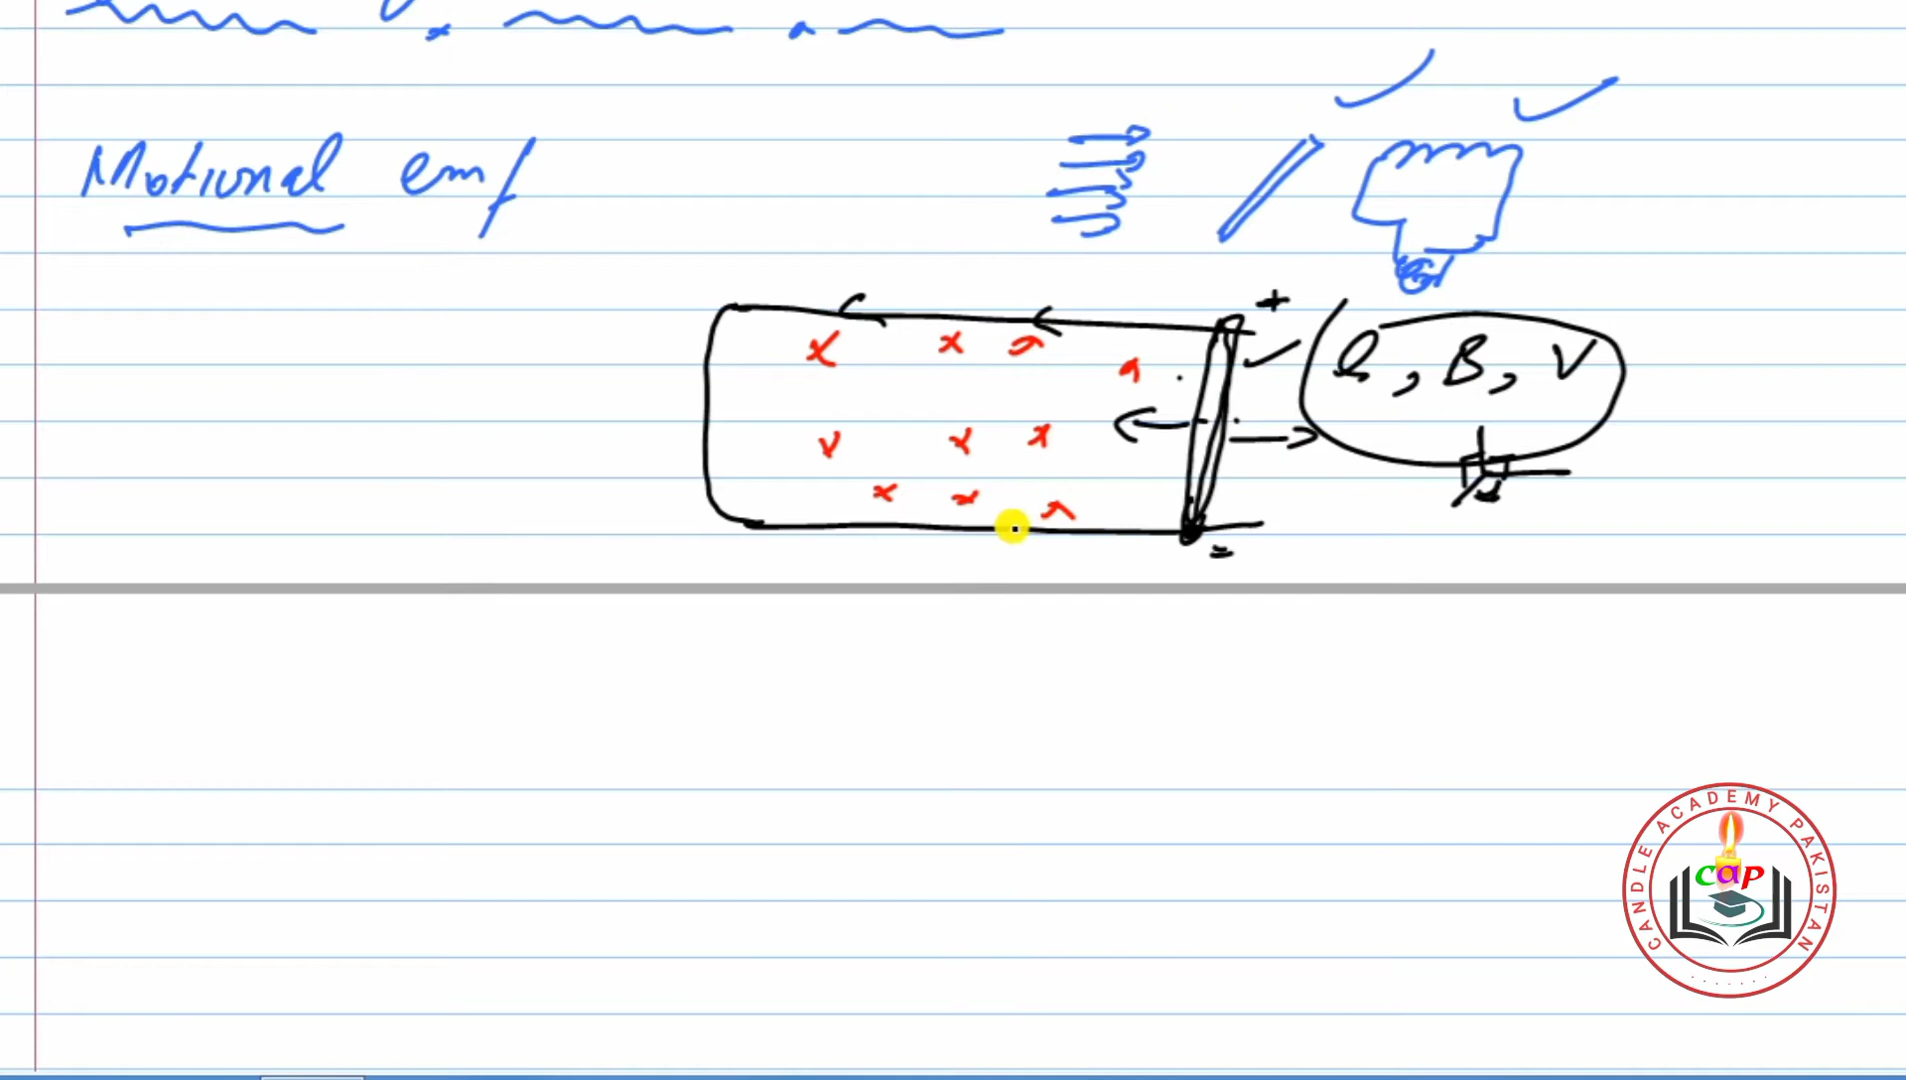 Motional emf
+
l, B, V
=
CANDLE ACADEMY PAKISTAN
cap